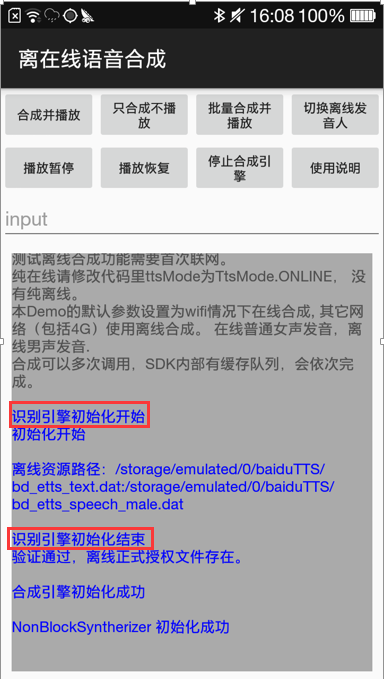 16:08 100%
离在线语音合成
合成并播放
只合成不播
放
批量合成并
播放
切换离线发
音人
播放暂停
播放恢复
停止合成引
擎
使用说明
input
测试离线合成功能需要首次联网。
纯在线请修改代码里ttsMode为TtsMode.ONLINE， 没
有纯离线。
本Demo的默认参数设置为wifi情况下在线合成, 其它网
络（包括4G）使用离线合成。 在线普通女声发音，离
线男声发音.
合成可以多次调用，SDK内部有缓存队列，会依次完
成。
识别引擎初始化开始
初始化开始
离线资源路径：/storage/emulated/0/baiduTTS/
bd_etts_text.dat:/storage/emulated/0/baiduTTS/
bd_etts_speech_male.dat
识别引擎初始化结束
验证通过，离线正式授权文件存在。
合成引擎初始化成功
NonBlockSyntherizer 初始化成功